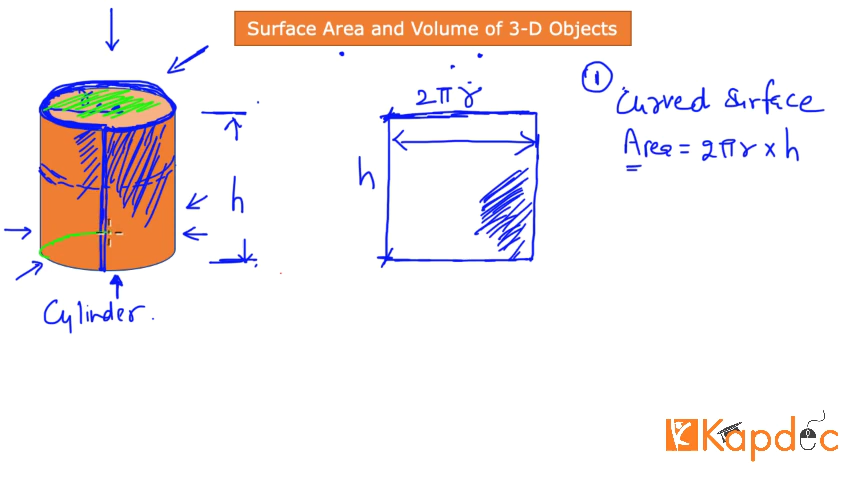 Surface Area and Volume of 3-D Objects
2πr
h
h
Cylinder.
1
Curved Surface
Area = 2πr × h
Kapdec